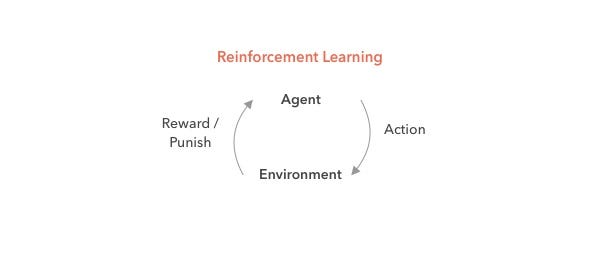 Reinforcement Learning
Agent
Reward /
Punish
Action
Environment